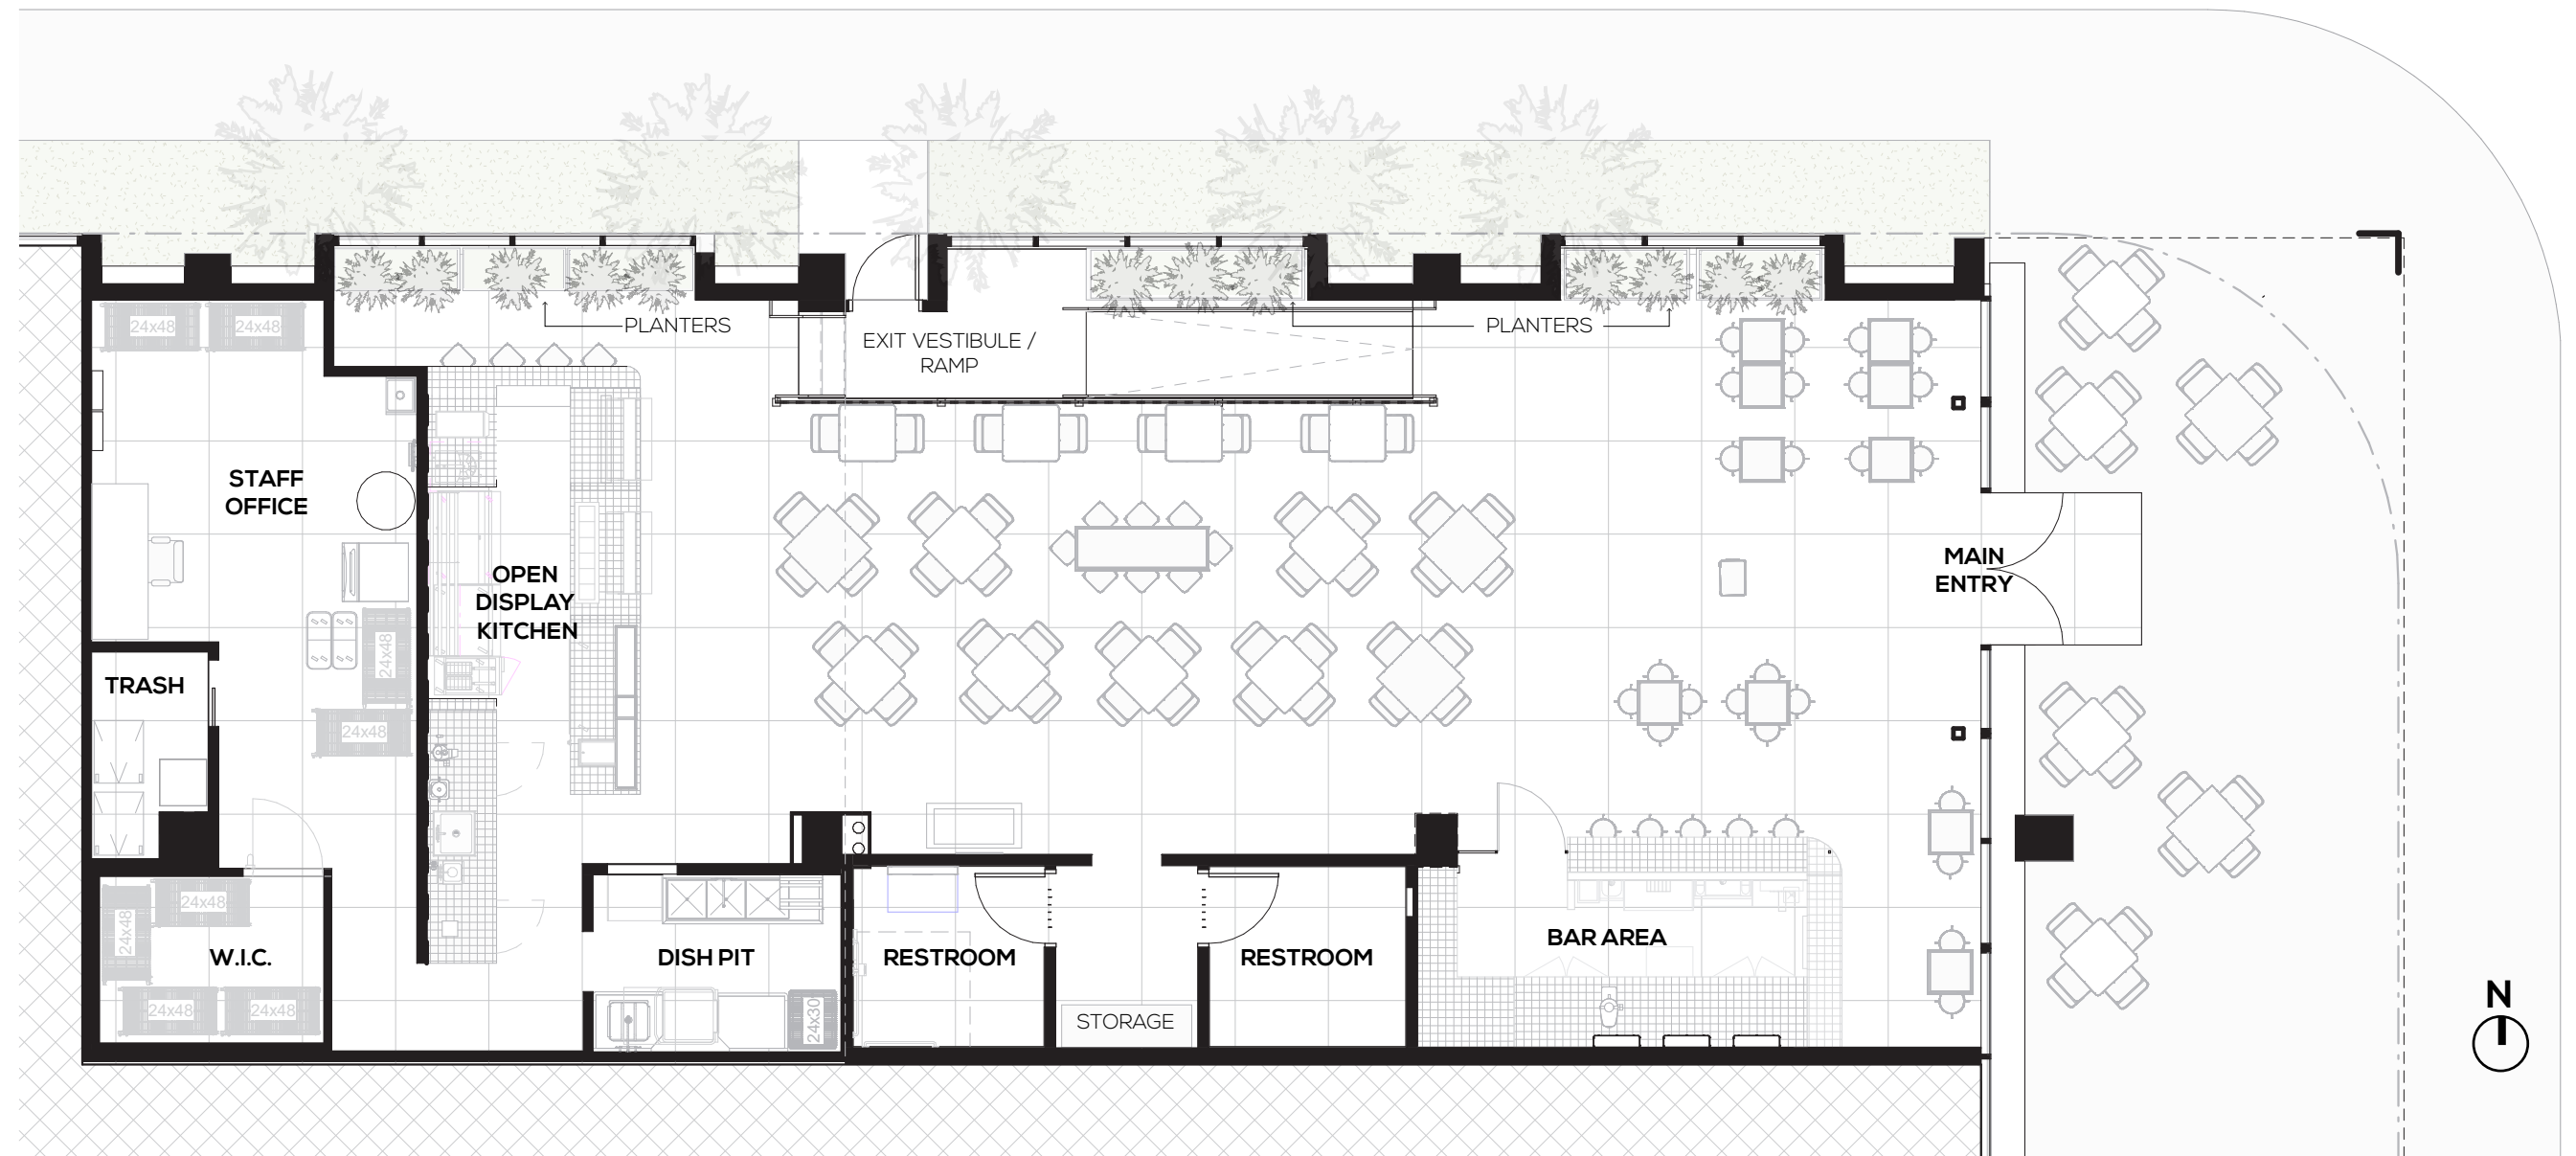 24x48
24x48
PLANTERS
EXIT VESTIBULE /
RAMP
PLANTERS
STAFF
OFFICE
OPEN
DISPLAY
KITCHEN
MAIN
ENTRY
24x48
TRASH
24x48
24x48
24x48
W.I.C.
DISH PIT
RESTROOM
RESTROOM
BAR AREA
24x48
24x48
24x30
STORAGE
N